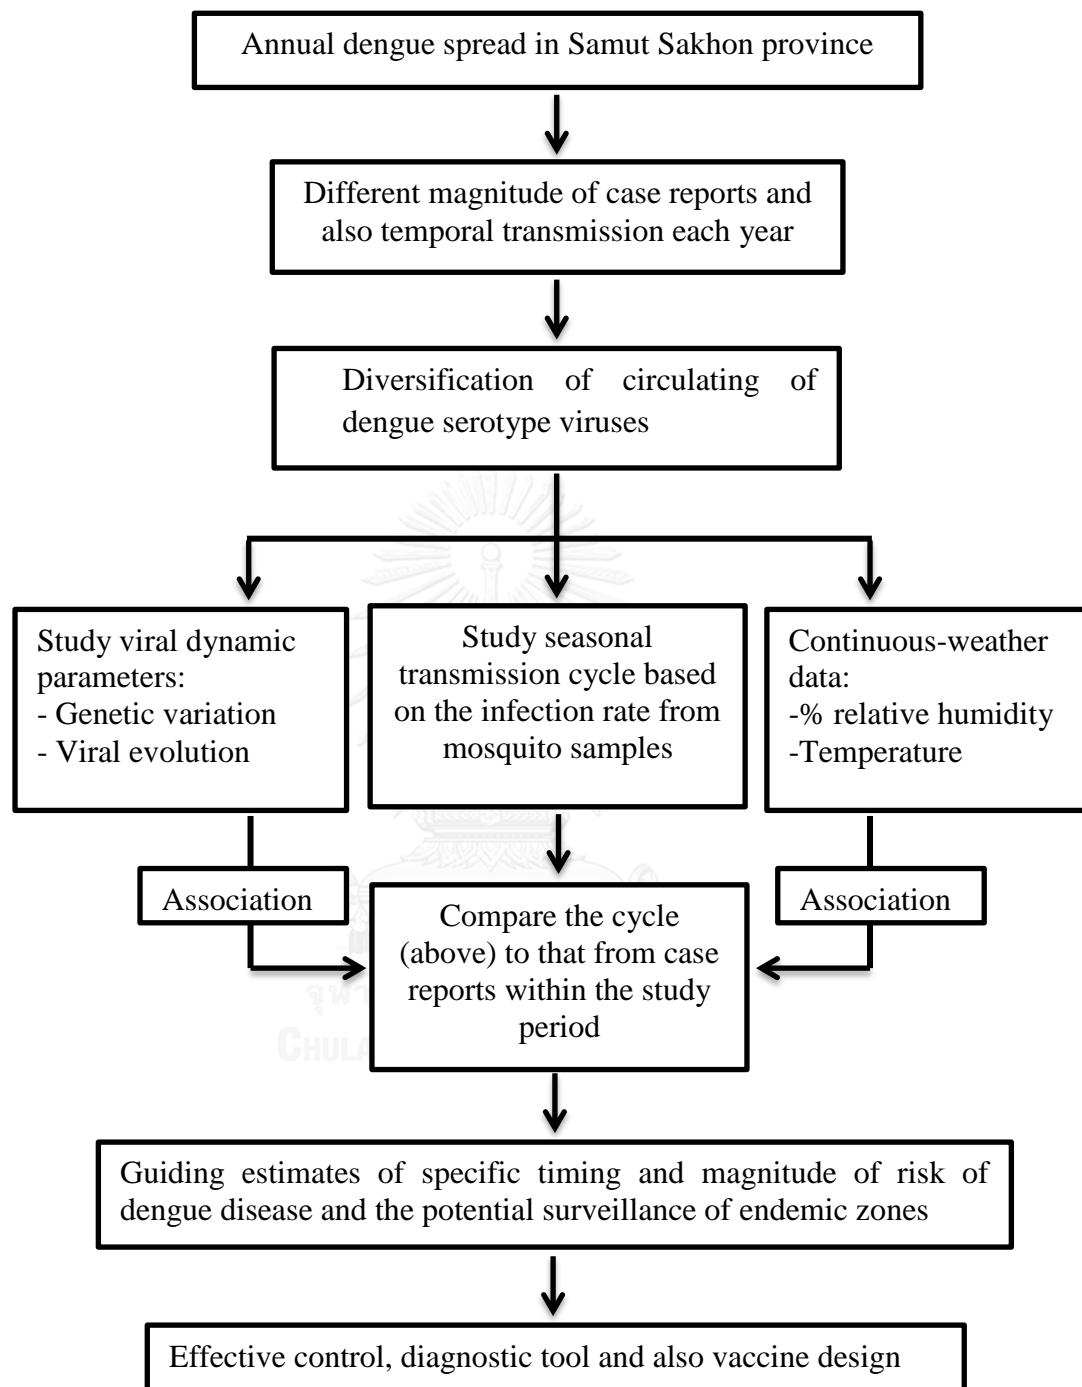 Annual dengue spread in Samut Sakhon province
Different magnitude of case reports and
also temporal transmission each year
Diversification of circulating of
dengue serotype viruses
Study viral dynamic
parameters:
- Genetic variation
- Viral evolution
Study seasonal
transmission cycle based
on the infection rate from
mosquito samples
Continuous-weather
data:
-% relative humidity
-Temperature
Association
Association
Compare the cycle
(above) to that from case
reports within the study
period
Guiding estimates of specific timing and magnitude of risk of
dengue disease and the potential surveillance of endemic zones
Effective control, diagnostic tool and also vaccine design